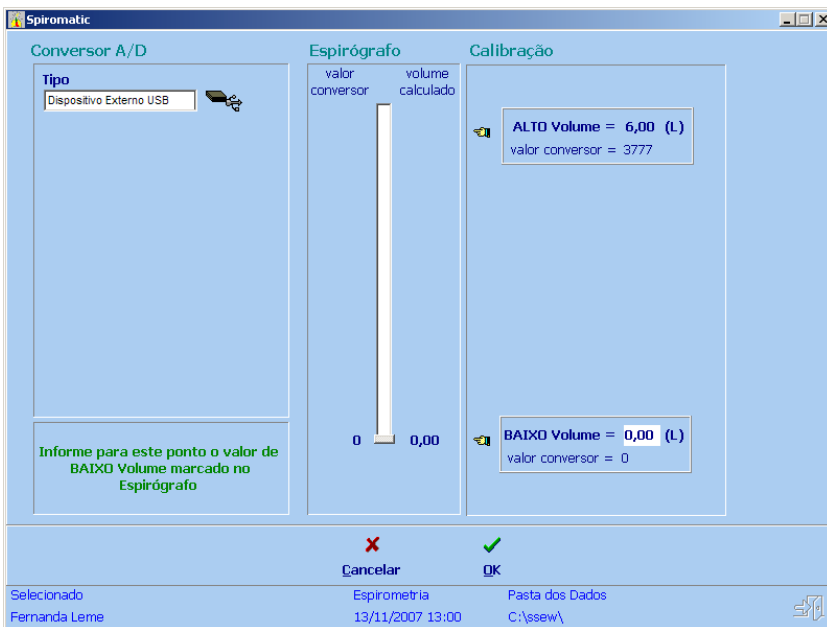 Spiromatic
Conversor A/D
Tipo
Dispositivo Externo USB
Informe para este ponto o valor de
BAIXO Volume marcado no
Espirógrafo
Espirógrafo
valor volume
conversor calculado
0 0,00
Calibração
ALTO Volume = 6,00 (L)
valor conversor = 3777
BAIXO Volume = 0,00 (L)
valor conversor = 0
Cancelar OK
Selecionado Espirometria Pasta dos Dados
Fernanda Leme 13/11/2007 13:00 C:\ssew\